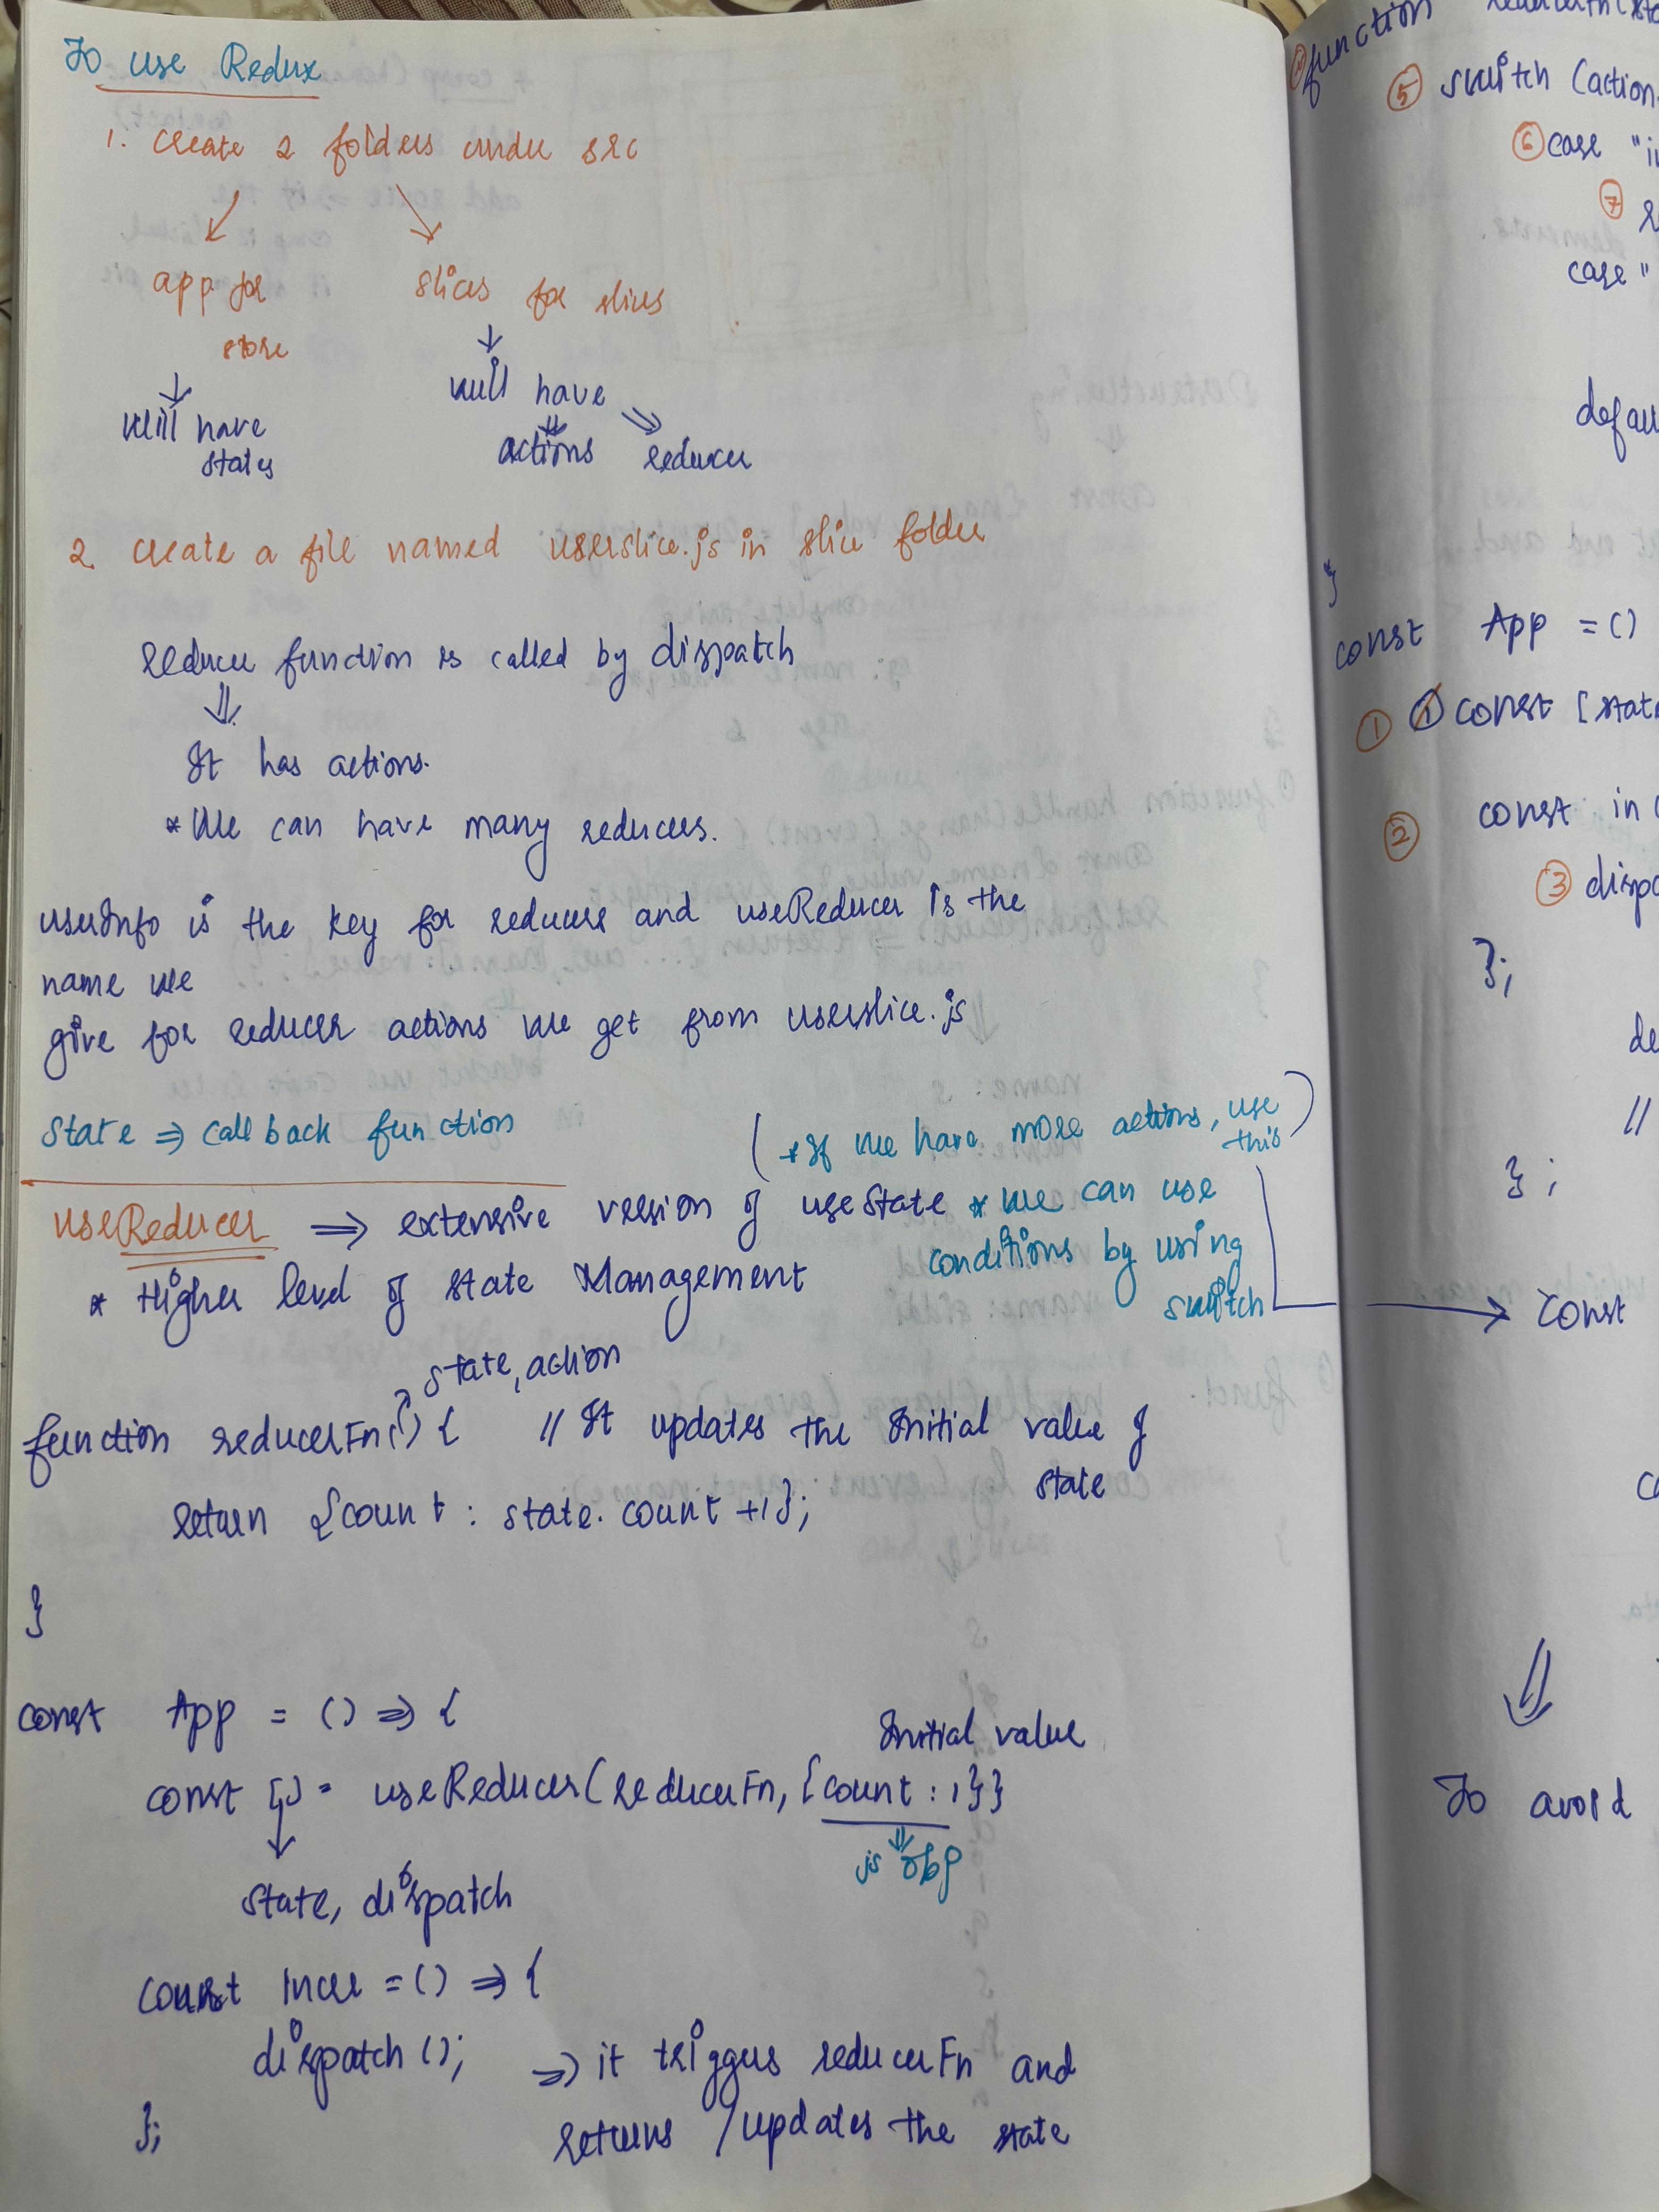 To use Redux
1. create 2 folders under src
app for store
slices for slices
will have states
will have
actions
reducer
2. create a file named userslice.js in slice folder
reducer function is called by dispatch
It has actions.
* We can have many reducers.
userInfo is the key for reducers and useReducer is the
name we
give for reducer actions we get from userslice.js
state ⇒ call back function
(* If we have more actions, use this)
useReducer ⇒ extensive version of useState * we can use
conditions by using
switch
* Higher level of state Management
state, action
function reducerFn() { // It updates the Initial value of
state
return {count : state.count +1};
}
const App = () => {
Initial value
const [,] = useReducer(reducerFn, {count : 1}}
js obj
state, dispatch
const incre = () => {
dispatch ();
⇒ it triggers reducerFn and
returns / updates the state
};
function
⑤ switch (action.
⑥ case "i
⑦
case "
defau
}
const App = ()
① ① const [stat
② const in
③ disp
};
de
//
};
const
To avoid